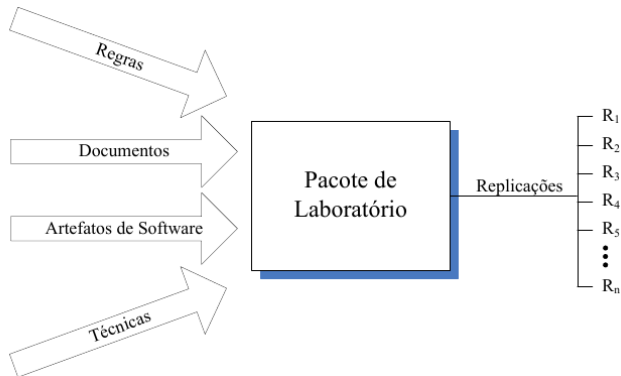 Regras
Documentos
Artefatos de Software
Técnicas
Pacote de
Laboratório
Replicações
R1
R2
R3
R4
R5
Rn